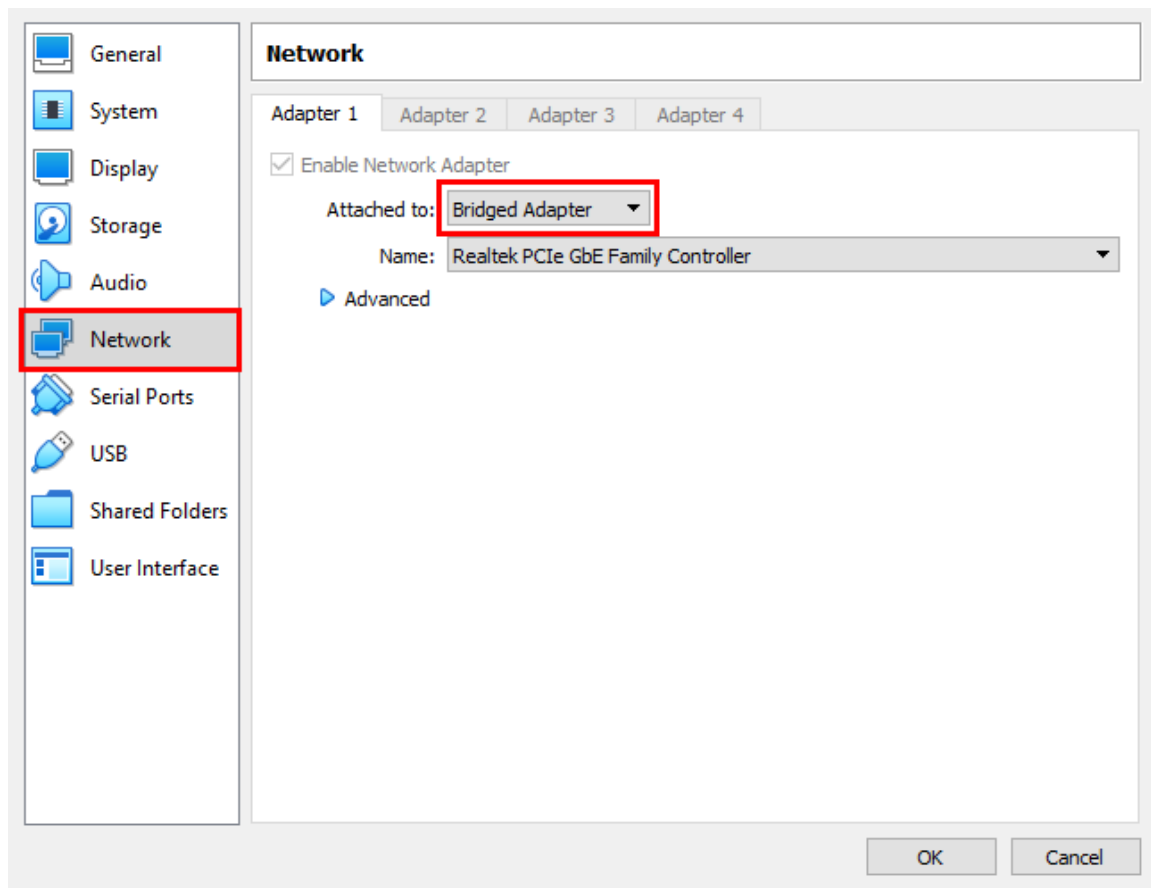 General
System
Display
Storage
Audio
Network
Serial Ports
USB
Shared Folders
User Interface
Network
Adapter 1 Adapter 2 Adapter 3 Adapter 4
Enable Network Adapter
Attached to: Bridged Adapter
Name: Realtek PCIe GbE Family Controller
Advanced
OK Cancel